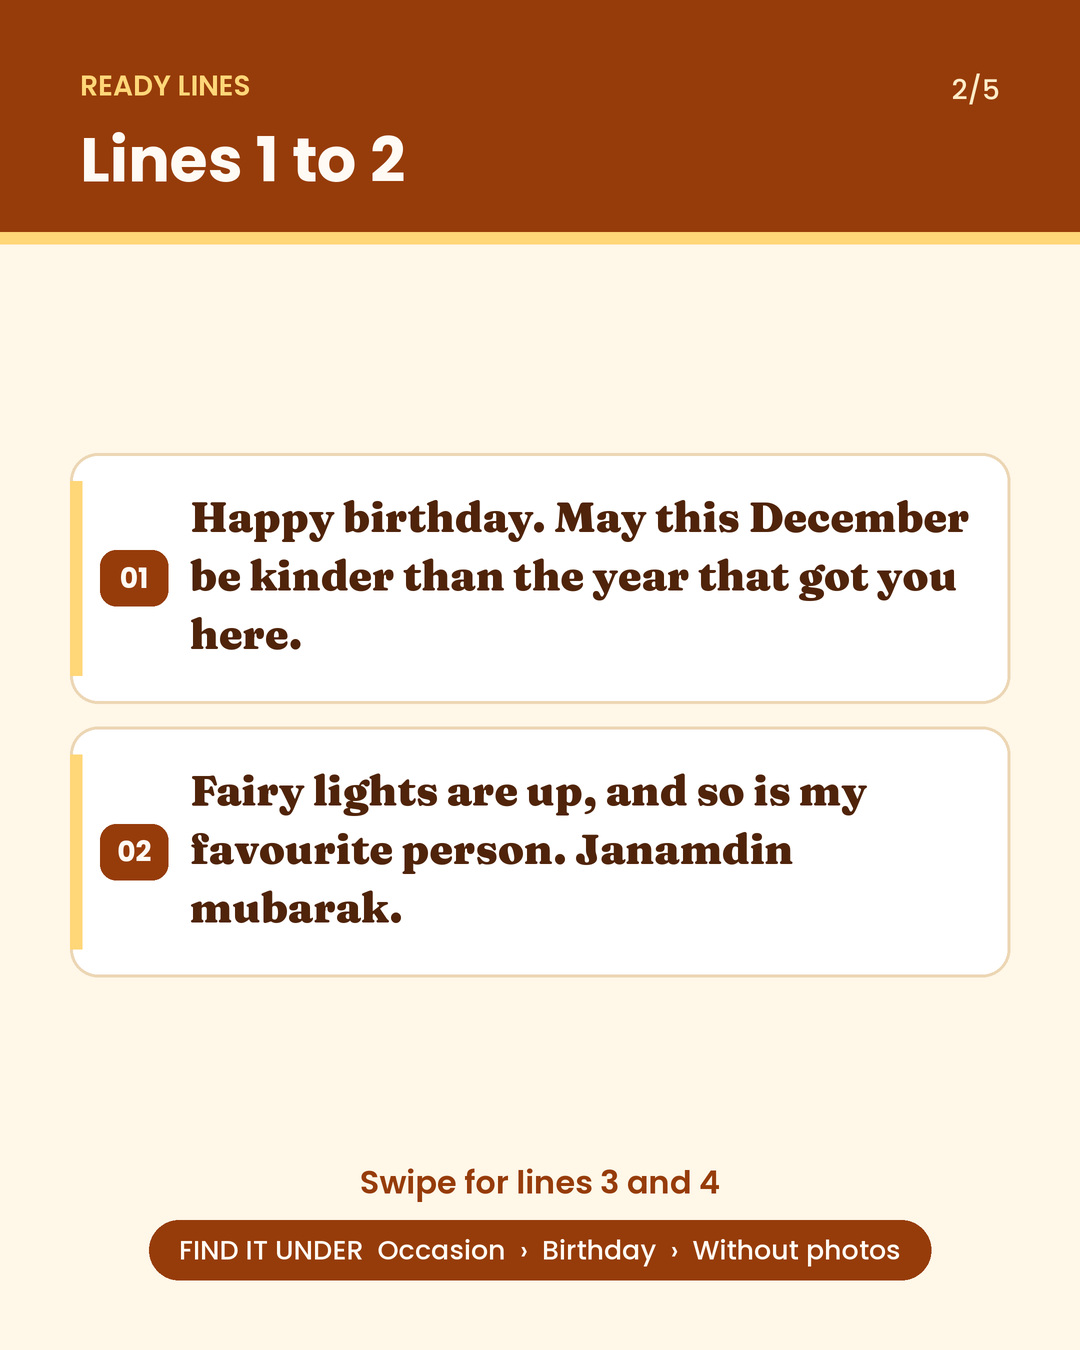 READY LINES
2/5
Lines 1 to 2
01
Happy birthday. May this December
be kinder than the year that got you
here.
02
Fairy lights are up, and so is my
favourite person. Janamdin
mubarak.
Swipe for lines 3 and 4
FIND IT UNDER Occasion › Birthday › Without photos